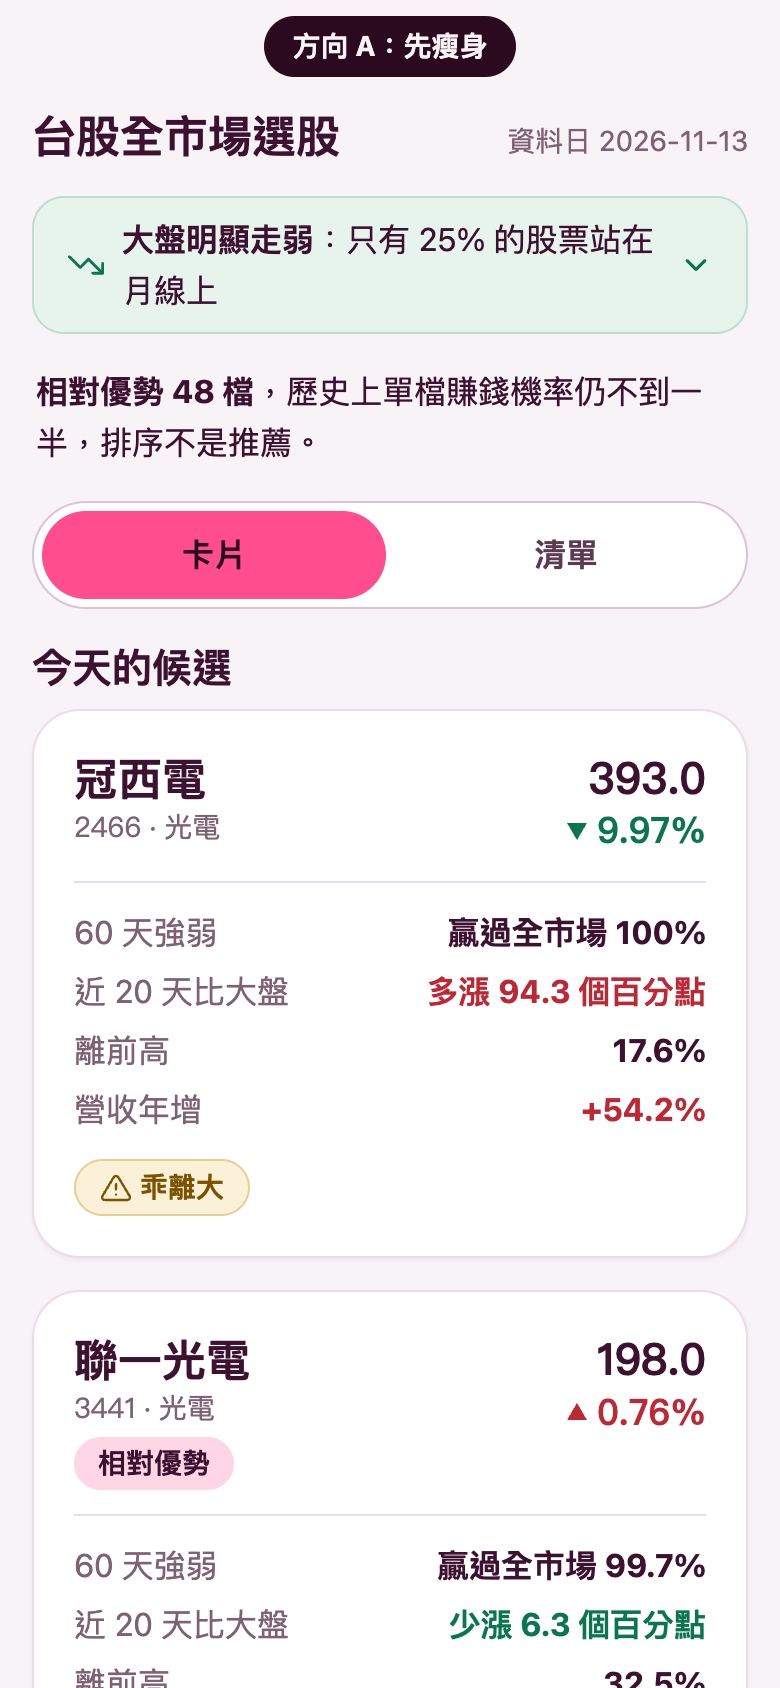 方向 A：先瘦身
台股全市場選股
資料日 2026-11-13
大盤明顯走弱：只有 25% 的股票站在
月線上
相對優勢 48 檔，歷史上單檔賺錢機率仍不到一
半，排序不是推薦。
卡片
清單
今天的候選
冠西電
393.0
2466 · 光電
▼ 9.97%
60 天強弱
贏過全市場 100%
近 20 天比大盤
多漲 94.3 個百分點
離前高
17.6%
營收年增
+54.2%
乖離大
聯一光電
198.0
3441 · 光電
▲ 0.76%
相對優勢
60 天強弱
贏過全市場 99.7%
近 20 天比大盤
少漲 6.3 個百分點
離前高
32.5%